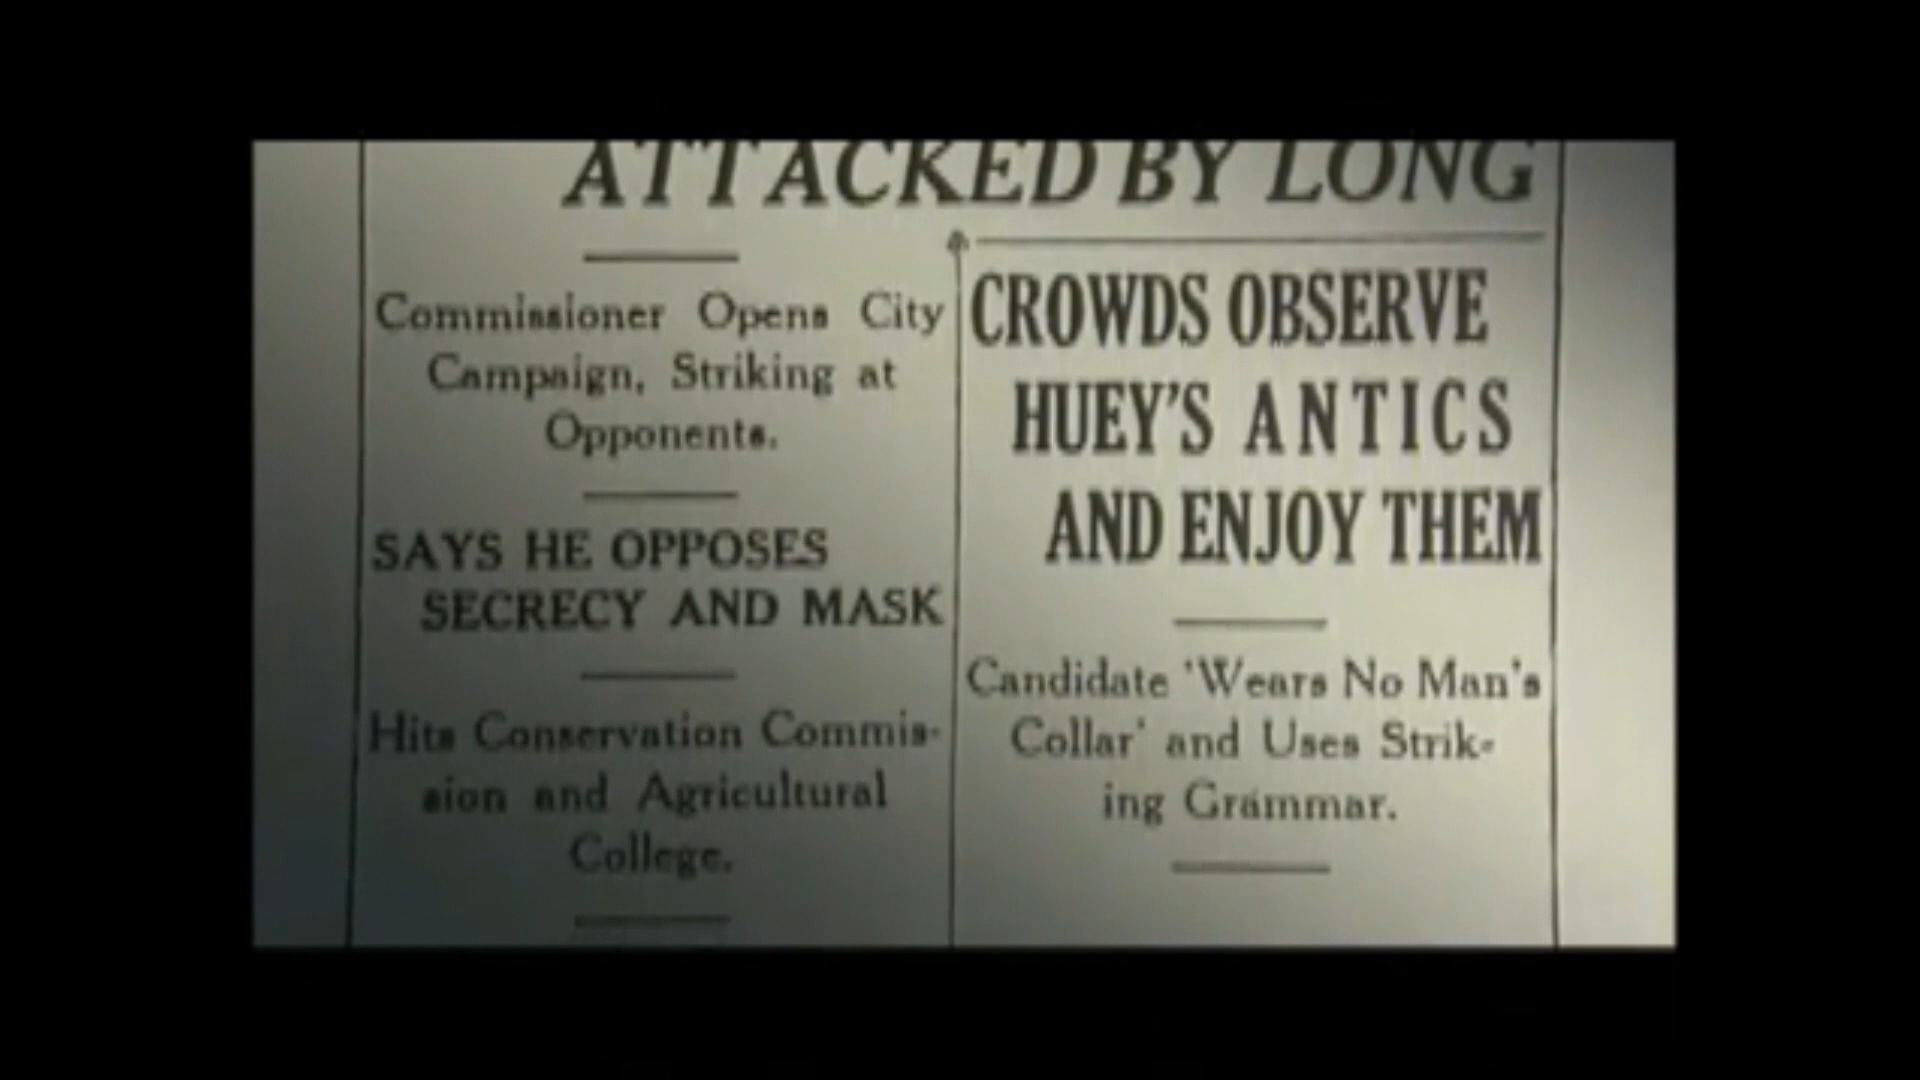 ATTACKED BY LONG
Commissioner Opens City
Campaign, Striking at
Opponents.
SAYS HE OPPOSES
SECRECY AND MASK
Hits Conservation Commis-
sion and Agricultural
College.
CROWDS OBSERVE
HUEY'S ANTICS
AND ENJOY THEM
Candidate 'Wears No Man's
Collar' and Uses Strik-
ing Grammar.